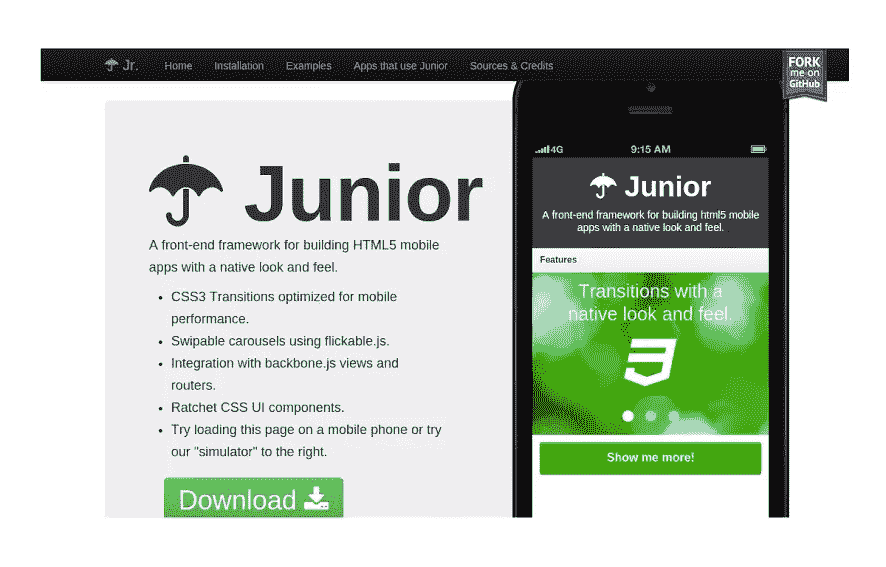 Jr. Home Installation Examples Apps that use Junior Sources & Credits
FORK
me on
GitHub
Junior
A front-end framework for building HTML5 mobile
apps with a native look and feel.
CSS3 Transitions optimized for mobile
performance.
Swipable carousels using flickable.js.
Integration with backbone.js views and
routers.
Ratchet CSS UI components.
Try loading this page on a mobile phone or try
our "simulator" to the right.
Download
4G 9:15 AM
Junior
A front-end framework for building html5 mobile
apps with a native look and feel.
Features
Transitions with a
native look and feel.
Show me more!